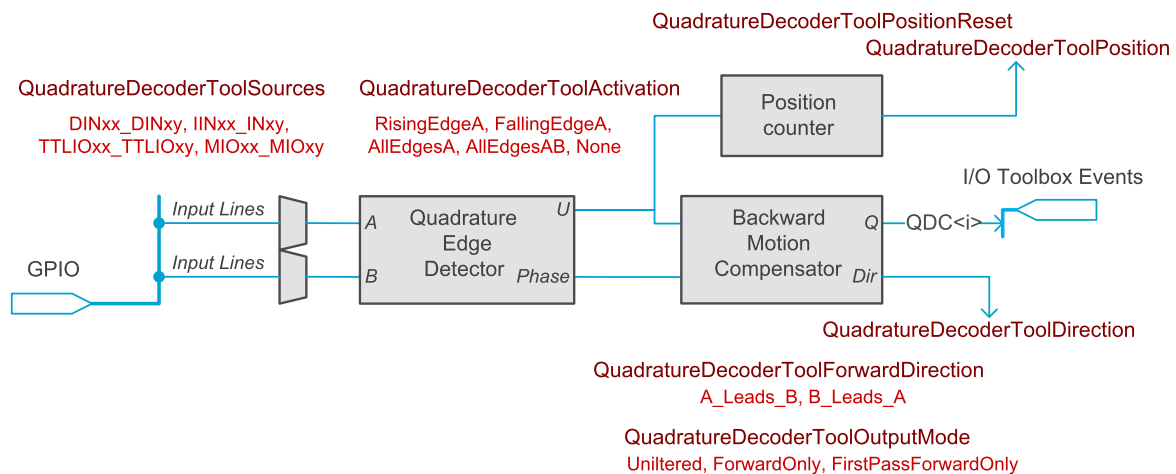 QuadratureDecoderToolPositionReset
QuadratureDecoderToolPosition
QuadratureDecoderToolSources
QuadratureDecoderToolActivation
DINxx_DINxy, IINxx_INxy,
TTLIOxx_TTLIOxy, MIOxx_MIOxy
RisingEdgeA, FallingEdgeA,
AllEdgesA, AllEdgesAB, None
Position
counter
I/O Toolbox Events
Input Lines
Input Lines
GPIO
A
B
Quadrature
Edge
Detector
U
Phase
Backward
Motion
Compensator
Q
Dir
QDC<i>
QuadratureDecoderToolDirection
QuadratureDecoderToolForwardDirection
A_Leads_B, B_Leads_A
QuadratureDecoderToolOutputMode
Uniltered, ForwardOnly, FirstPassForwardOnly